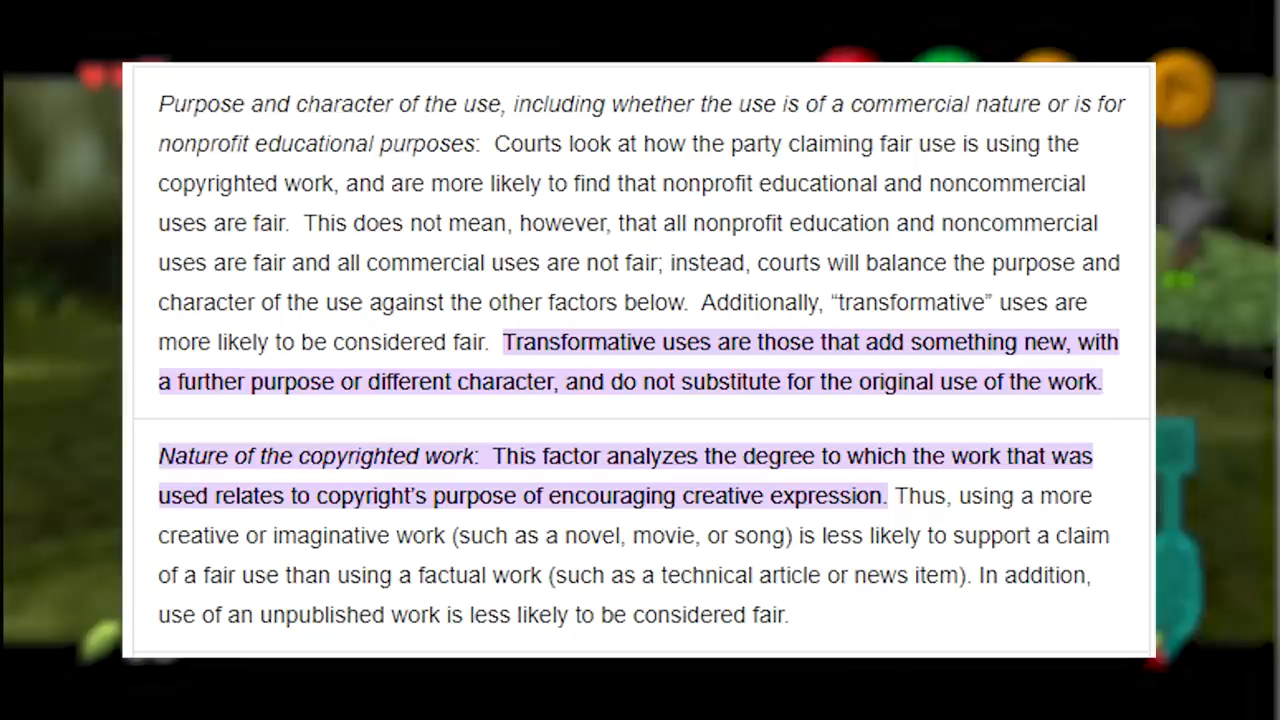 Purpose and character of the use, including whether the use is of a commercial nature or is for
nonprofit educational purposes:  Courts look at how the party claiming fair use is using the
copyrighted work, and are more likely to find that nonprofit educational and noncommercial
uses are fair.  This does not mean, however, that all nonprofit education and noncommercial
uses are fair and all commercial uses are not fair; instead, courts will balance the purpose and
character of the use against the other factors below.  Additionally, “transformative” uses are
more likely to be considered fair.  Transformative uses are those that add something new, with
a further purpose or different character, and do not substitute for the original use of the work.
Nature of the copyrighted work:  This factor analyzes the degree to which the work that was
used relates to copyright’s purpose of encouraging creative expression. Thus, using a more
creative or imaginative work (such as a novel, movie, or song) is less likely to support a claim
of a fair use than using a factual work (such as a technical article or news item). In addition,
use of an unpublished work is less likely to be considered fair.